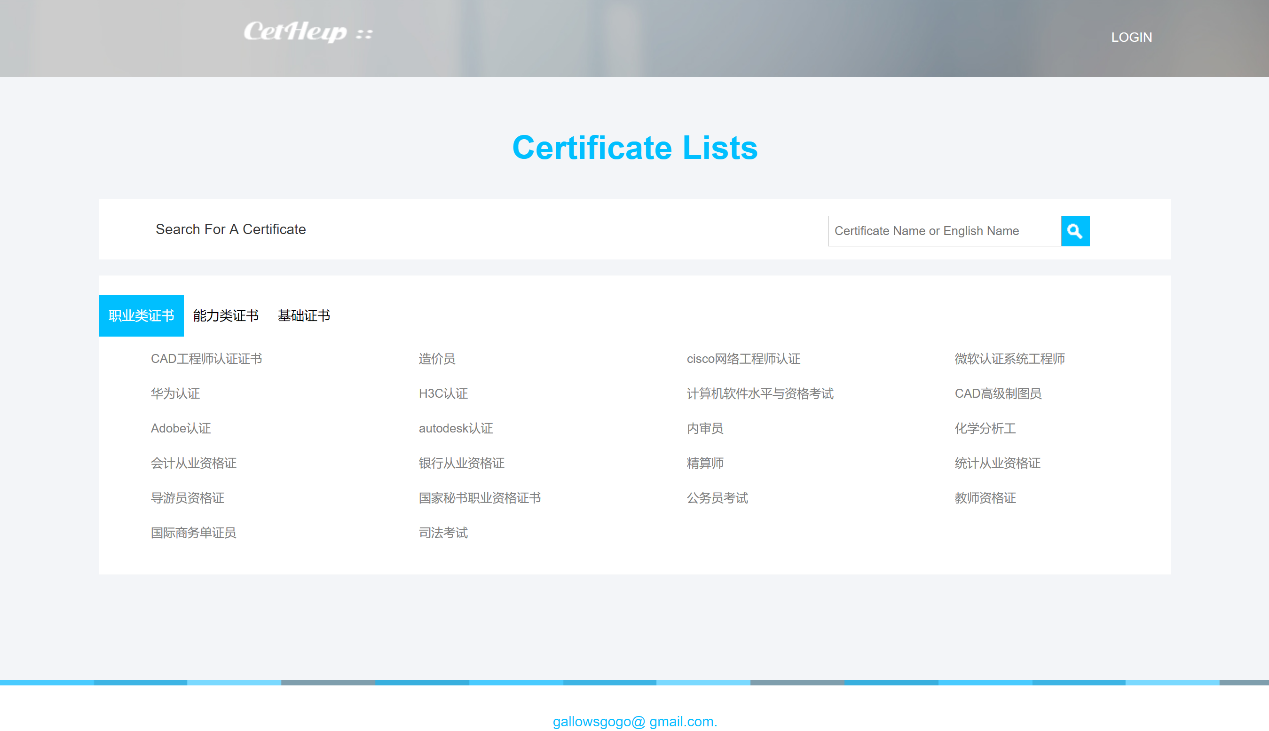 CetHelp ::
LOGIN
Certificate Lists
Search For A Certificate
Certificate Name or English Name
职业类证书 能力类证书 基础证书
CAD工程师认证证书 造价员 cisco网络工程师认证 微软认证系统工程师
华为认证 H3C认证 计算机软件水平与资格考试 CAD高级制图员
Adobe认证 autodesk认证 内审员 化学分析工
会计从业资格证 银行从业资格证 精算师 统计从业资格证
导游员资格证 国家秘书职业资格证书 公务员考试 教师资格证
国际商务单证员 司法考试
gallowsgogo@ gmail.com.